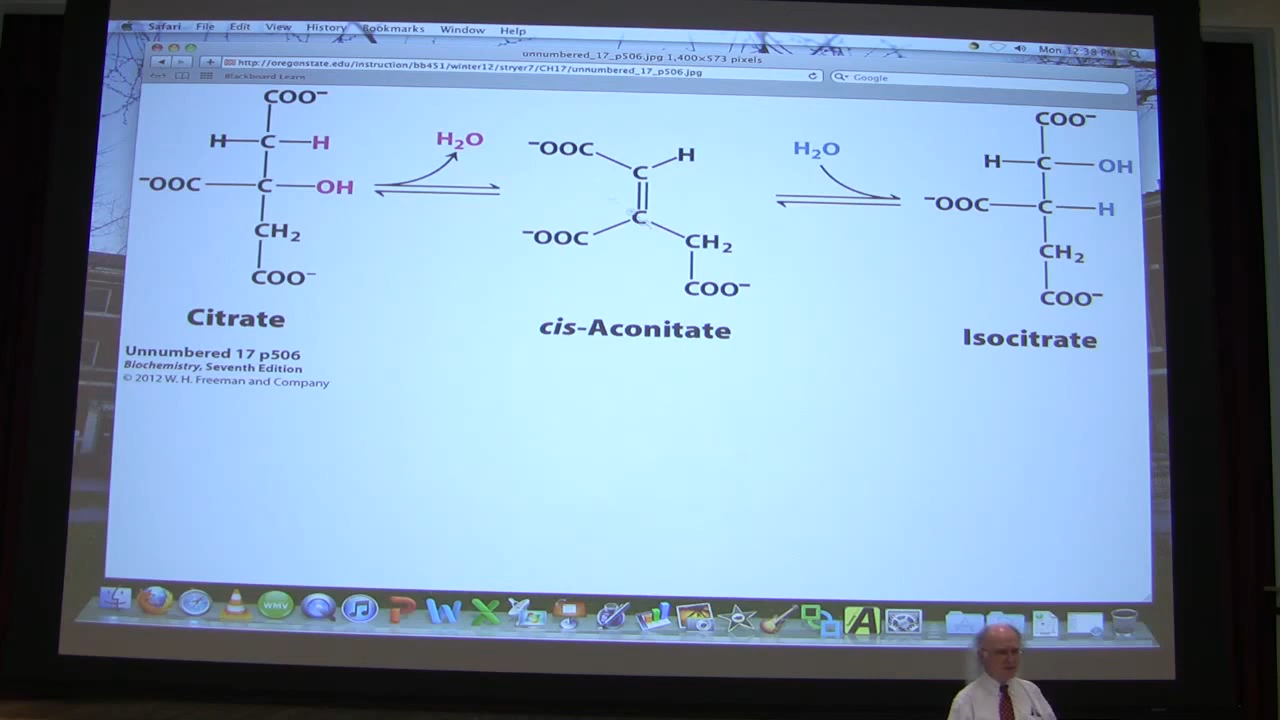 Safari File Edit View History Bookmarks Window Help Mon 12:38 PM
unnumbered_17_p506.jpg 1,400×573 pixels
http://oregonstate.edu/instruction/bb451/winter12/stryer7/CH17/unnumbered_17_p506.jpg Google
Blackboard Learn
COO⁻
H C H
⁻OOC C OH
CH₂
COO⁻
Citrate
H₂O
⁻OOC H
C
C
⁻OOC CH₂
COO⁻
cis-Aconitate
H₂O
COO⁻
H C OH
⁻OOC C H
CH₂
COO⁻
Isocitrate
Unnumbered 17 p506
Biochemistry, Seventh Edition
© 2012 W. H. Freeman and Company
WMV
P W X
A